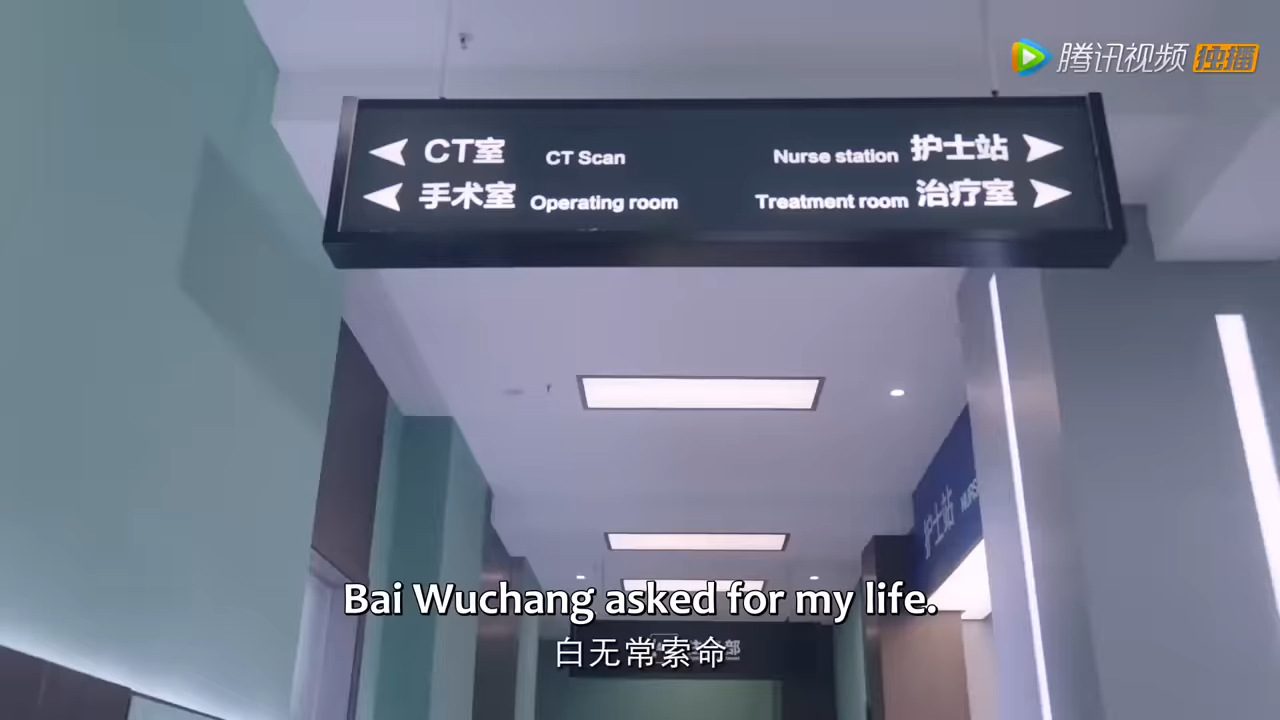 腾讯视频 独播
CT室 CT Scan
手术室 Operating room
Nurse station 护士站
Treatment room 治疗室
护士站
Bai Wuchang asked for my life.
白无常索命